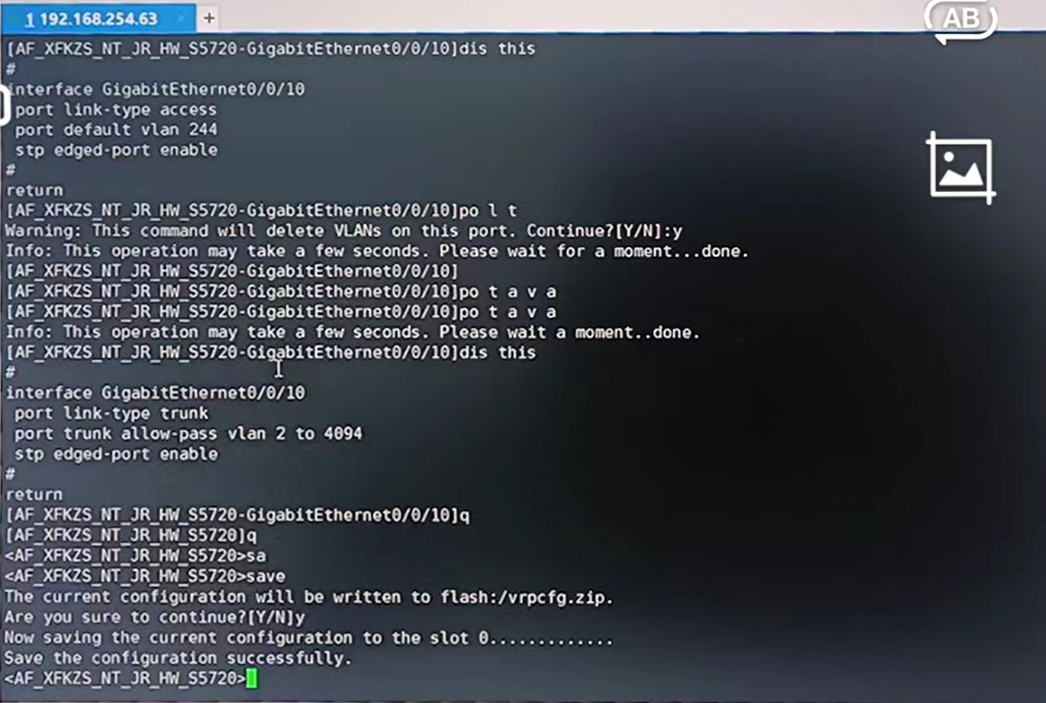 1 192.168.254.63
AB
[AF_XFKZS_NT_JR_HW_S5720-GigabitEthernet0/0/10]dis this
#
interface GigabitEthernet0/0/10
port link-type access
port default vlan 244
stp edged-port enable
#
return
[AF_XFKZS_NT_JR_HW_S5720-GigabitEthernet0/0/10]po l t
Warning: This command will delete VLANs on this port. Continue?[Y/N]:y
Info: This operation may take a few seconds. Please wait for a moment...done.
[AF_XFKZS_NT_JR_HW_S5720-GigabitEthernet0/0/10]
[AF_XFKZS_NT_JR_HW_S5720-GigabitEthernet0/0/10]po t a v a
[AF_XFKZS_NT_JR_HW_S5720-GigabitEthernet0/0/10]po t a v a
Info: This operation may take a few seconds. Please wait a moment..done.
[AF_XFKZS_NT_JR_HW_S5720-GigabitEthernet0/0/10]dis this
#
interface GigabitEthernet0/0/10
port link-type trunk
port trunk allow-pass vlan 2 to 4094
stp edged-port enable
#
return
[AF_XFKZS_NT_JR_HW_S5720-GigabitEthernet0/0/10]q
[AF_XFKZS_NT_JR_HW_S5720]q
<AF_XFKZS_NT_JR_HW_S5720>sa
<AF_XFKZS_NT_JR_HW_S5720>save
The current configuration will be written to flash:/vrpcfg.zip.
Are you sure to continue?[Y/N]y
Now saving the current configuration to the slot 0.............
Save the configuration successfully.
<AF_XFKZS_NT_JR_HW_S5720>